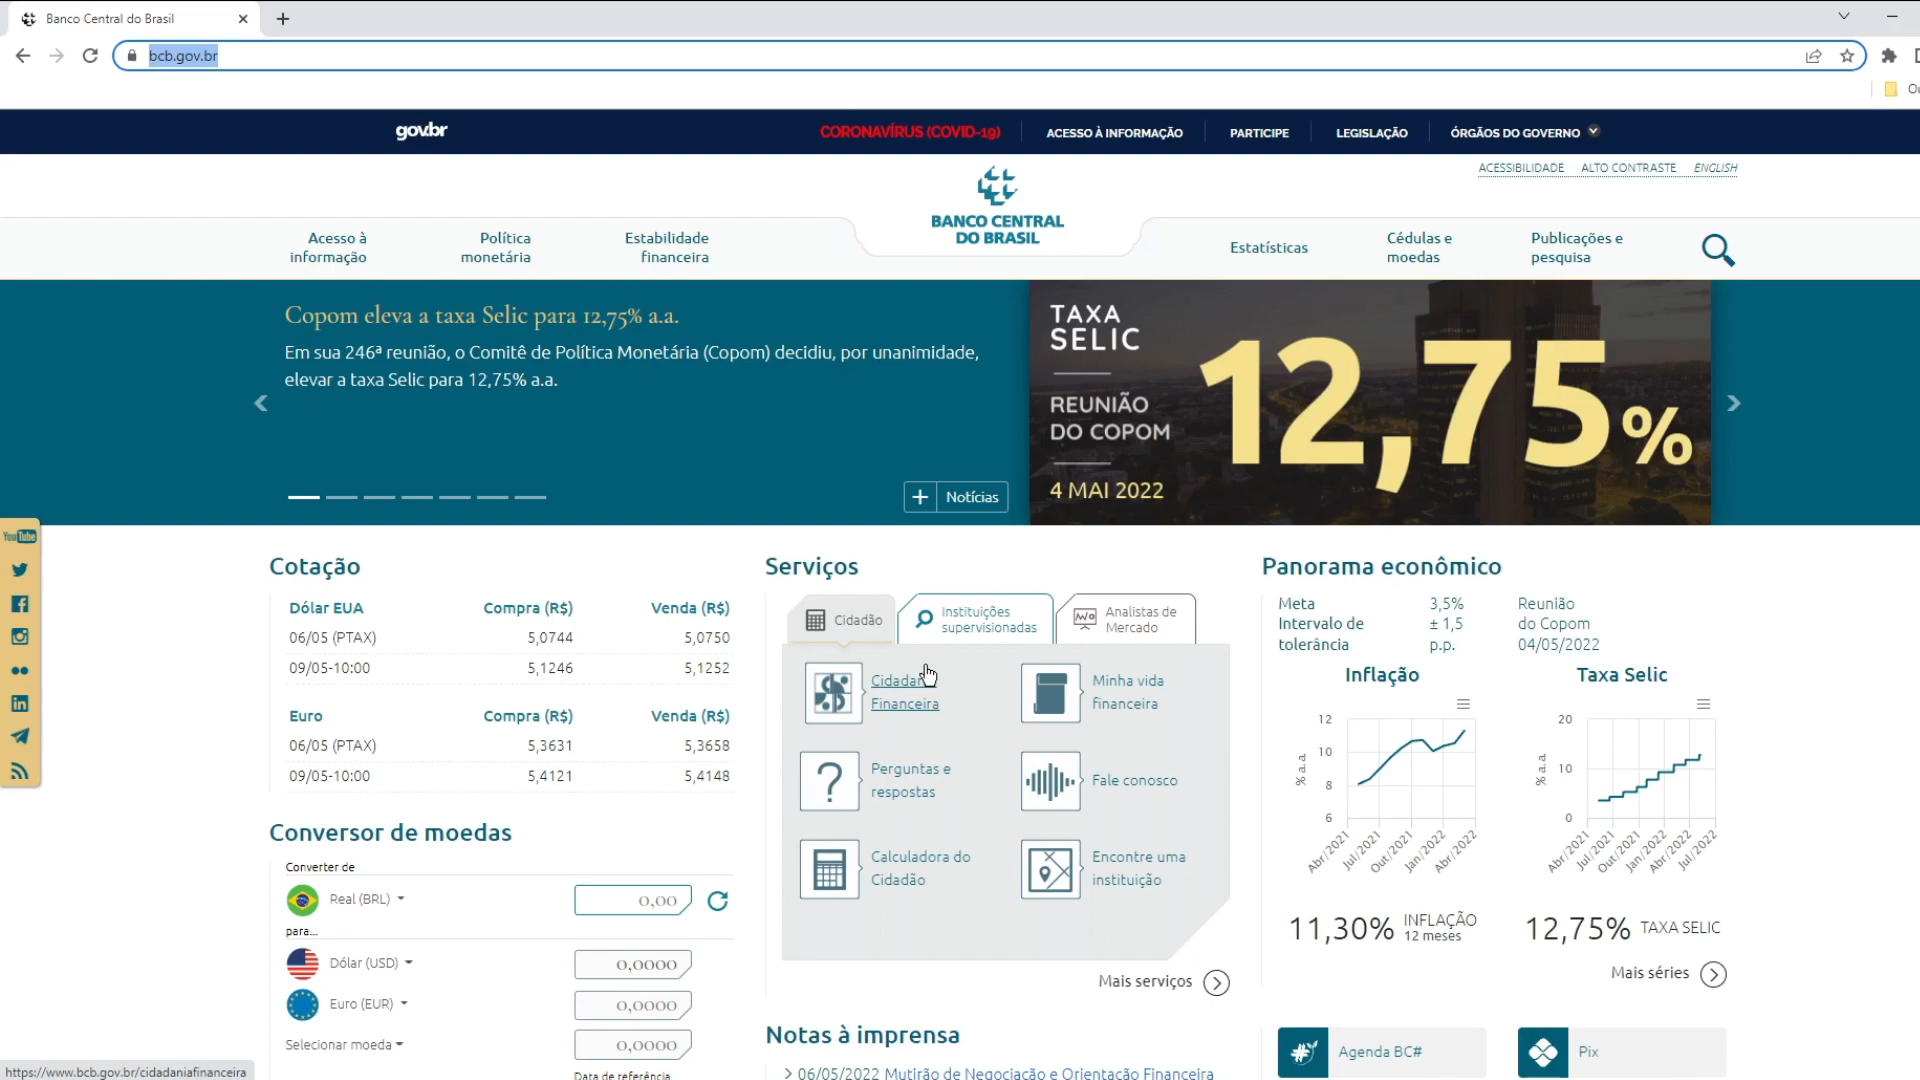 Banco Central do Brasil
bcb.gov.br
gov.br
CORONAVÍRUS (COVID-19)
ACESSO À INFORMAÇÃO
PARTICIPE
LEGISLAÇÃO
ÓRGÃOS DO GOVERNO
ACESSIBILIDADE
ALTO CONTRASTE
ENGLISH
BANCO CENTRAL
DO BRASIL
Acesso à
informação
Política
monetária
Estabilidade
financeira
Estatísticas
Cédulas e
moedas
Publicações e
pesquisa
Copom eleva a taxa Selic para 12,75% a.a.
Em sua 246ª reunião, o Comitê de Política Monetária (Copom) decidiu, por unanimidade,
elevar a taxa Selic para 12,75% a.a.
+ Notícias
TAXA
SELIC
REUNIÃO
DO COPOM
4 MAI 2022
12,75%
YouTube
Cotação
Dólar EUA Compra (R$) Venda (R$)
06/05 (PTAX) 5,0744 5,0750
09/05-10:00 5,1246 5,1252
Euro Compra (R$) Venda (R$)
06/05 (PTAX) 5,3631 5,3658
09/05-10:00 5,4121 5,4148
Conversor de moedas
Converter de
Real (BRL) 0,00
para...
Dólar (USD) 0,0000
Euro (EUR) 0,0000
Selecionar moeda 0,0000
Data de referência
Serviços
Cidadão
Instituições
supervisionadas
Analistas de
Mercado
Financeira
Minha vida
financeira
Perguntas e
respostas
Fale conosco
Calculadora do
Cidadão
Encontre uma
instituição
Mais serviços
Notas à imprensa
06/05/2022 Mutirão de Negociação e Orientação Financeira
Panorama econômico
Meta 3,5% Reunião
Intervalo de ± 1,5 do Copom
tolerância p.p. 04/05/2022
Inflação
12
10
8
6
% a.a.
Abr/2021 Jul/2021 Out/2021 Jan/2022 Abr/2022
11,30% INFLAÇÃO
12 meses
Taxa Selic
20
10
0
% a.a.
Abr/2021 Jul/2021 Out/2021 Jan/2022 Abr/2022 Jul/2022
12,75% TAXA SELIC
Mais séries
Agenda BC#
Pix
https://www.bcb.gov.br/cidadaniafinanceira